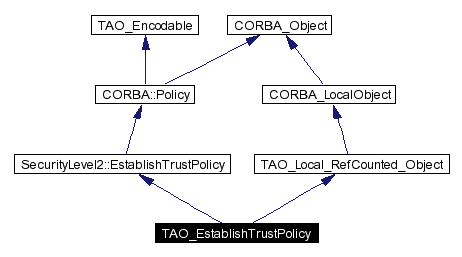 TAO_Encodable
CORBA_Object
CORBA::Policy
CORBA_LocalObject
SecurityLevel2::EstablishTrustPolicy
TAO_Local_RefCounted_Object
TAO_EstablishTrustPolicy